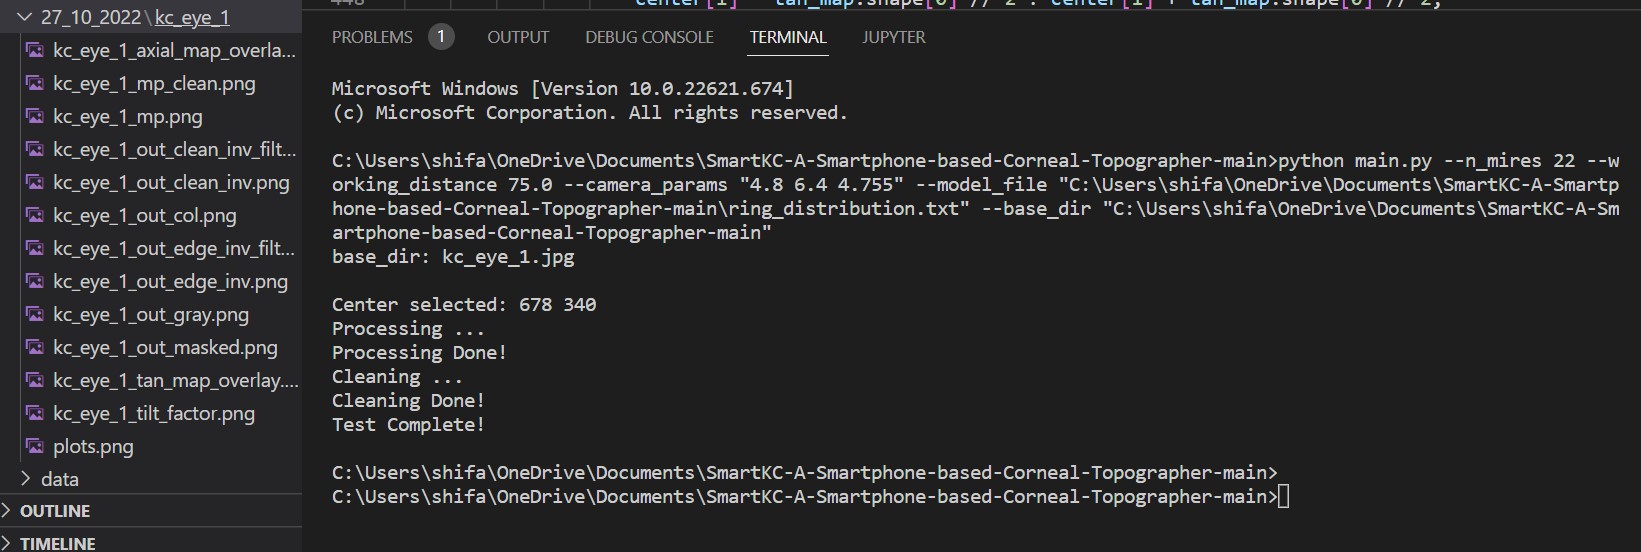 27_10_2022\kc_eye_1
kc_eye_1_axial_map_overla...
kc_eye_1_mp_clean.png
kc_eye_1_mp.png
kc_eye_1_out_clean_inv_filt...
kc_eye_1_out_clean_inv.png
kc_eye_1_out_col.png
kc_eye_1_out_edge_inv_filt...
kc_eye_1_out_edge_inv.png
kc_eye_1_out_gray.png
kc_eye_1_out_masked.png
kc_eye_1_tan_map_overlay....
kc_eye_1_tilt_factor.png
plots.png
data
OUTLINE
TIMELINE
448 center[1] - tan_map.shape[0] // 2 : center[1] + tan_map.shape[0] // 2,
PROBLEMS 1 OUTPUT DEBUG CONSOLE TERMINAL JUPYTER
Microsoft Windows [Version 10.0.22621.674]
(c) Microsoft Corporation. All rights reserved.
C:\Users\shifa\OneDrive\Documents\SmartKC-A-Smartphone-based-Corneal-Topographer-main>python main.py --n_mires 22 --w
orking_distance 75.0 --camera_params "4.8 6.4 4.755" --model_file "C:\Users\shifa\OneDrive\Documents\SmartKC-A-Smartp
hone-based-Corneal-Topographer-main\ring_distribution.txt" --base_dir "C:\Users\shifa\OneDrive\Documents\SmartKC-A-Sm
artphone-based-Corneal-Topographer-main"
base_dir: kc_eye_1.jpg
Center selected: 678 340
Processing ...
Processing Done!
Cleaning ...
Cleaning Done!
Test Complete!
C:\Users\shifa\OneDrive\Documents\SmartKC-A-Smartphone-based-Corneal-Topographer-main>
C:\Users\shifa\OneDrive\Documents\SmartKC-A-Smartphone-based-Corneal-Topographer-main>